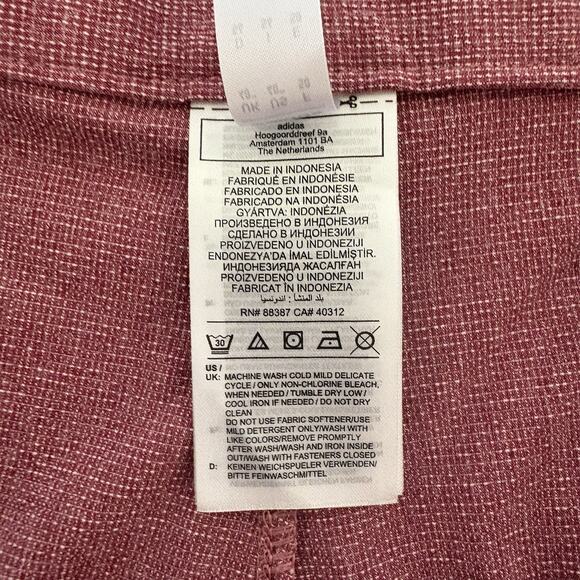 adidas
Hoogoorddreef 9a
Amsterdam 1101 BA
The Netherlands
MADE IN INDONESIA
FABRIQUÉ EN INDONÉSIE
FABRICADO EN INDONESIA
FABRICADO NA INDONÉSIA
GYÁRTVA: INDONÉZIA
ПРОИЗВЕДЕНО В ИНДОНЕЗИЯ
СДЕЛАНО В ИНДОНЕЗИИ
PROIZVEDENO U INDONEZIJI
ENDONEZYA'DA İMAL EDİLMİŞTİR.
ИНДОНЕЗИЯДА ЖАСАЛҒАН
PROIZVEDENO U INDONEZIJI
FABRICAT ÎN INDONEZIA
بلد المنشأ : اندونسيا
RN# 88387 CA# 40312
30
US /
UK: MACHINE WASH COLD MILD DELICATE
CYCLE / ONLY NON-CHLORINE BLEACH,
WHEN NEEDED / TUMBLE DRY LOW /
COOL IRON IF NEEDED / DO NOT DRY
CLEAN
DO NOT USE FABRIC SOFTENER/USE
MILD DETERGENT ONLY/WASH WITH
LIKE COLORS/REMOVE PROMPTLY
AFTER WASH/WASH AND IRON INSIDE
OUT/WASH WITH FASTENERS CLOSED
D: KEINEN WEICHSPUELER VERWENDEN/
BITTE FEINWASCHMITTEL